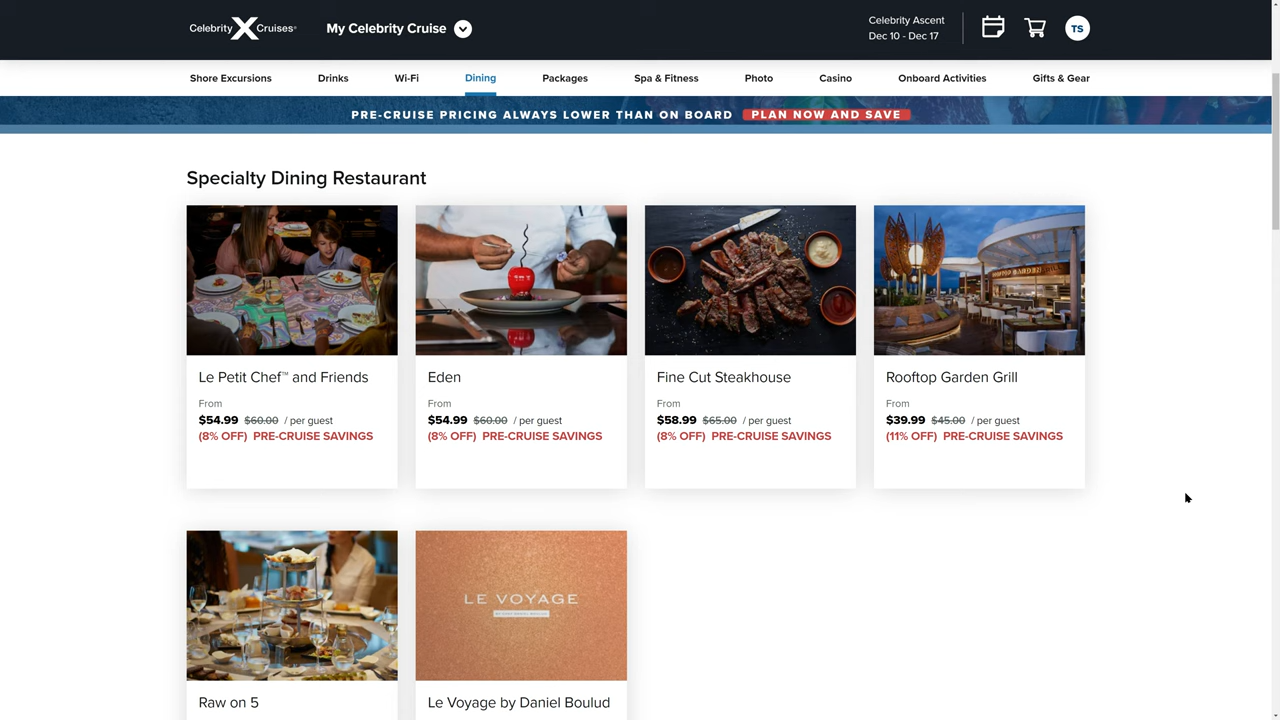 Celebrity X Cruises®
My Celebrity Cruise
Celebrity Ascent
Dec 10 - Dec 17
TS
Shore Excursions
Drinks
Wi-Fi
Dining
Packages
Spa & Fitness
Photo
Casino
Onboard Activities
Gifts & Gear
PRE-CRUISE PRICING ALWAYS LOWER THAN ON BOARD PLAN NOW AND SAVE
Specialty Dining Restaurant
ROOFTOP GARDEN GRILL
Le Petit Chef™ and Friends
From
$54.99 $60.00 / per guest
(8% OFF) PRE-CRUISE SAVINGS
Eden
From
$54.99 $60.00 / per guest
(8% OFF) PRE-CRUISE SAVINGS
Fine Cut Steakhouse
From
$58.99 $65.00 / per guest
(8% OFF) PRE-CRUISE SAVINGS
Rooftop Garden Grill
From
$39.99 $45.00 / per guest
(11% OFF) PRE-CRUISE SAVINGS
LE VOYAGE
Raw on 5
Le Voyage by Daniel Boulud